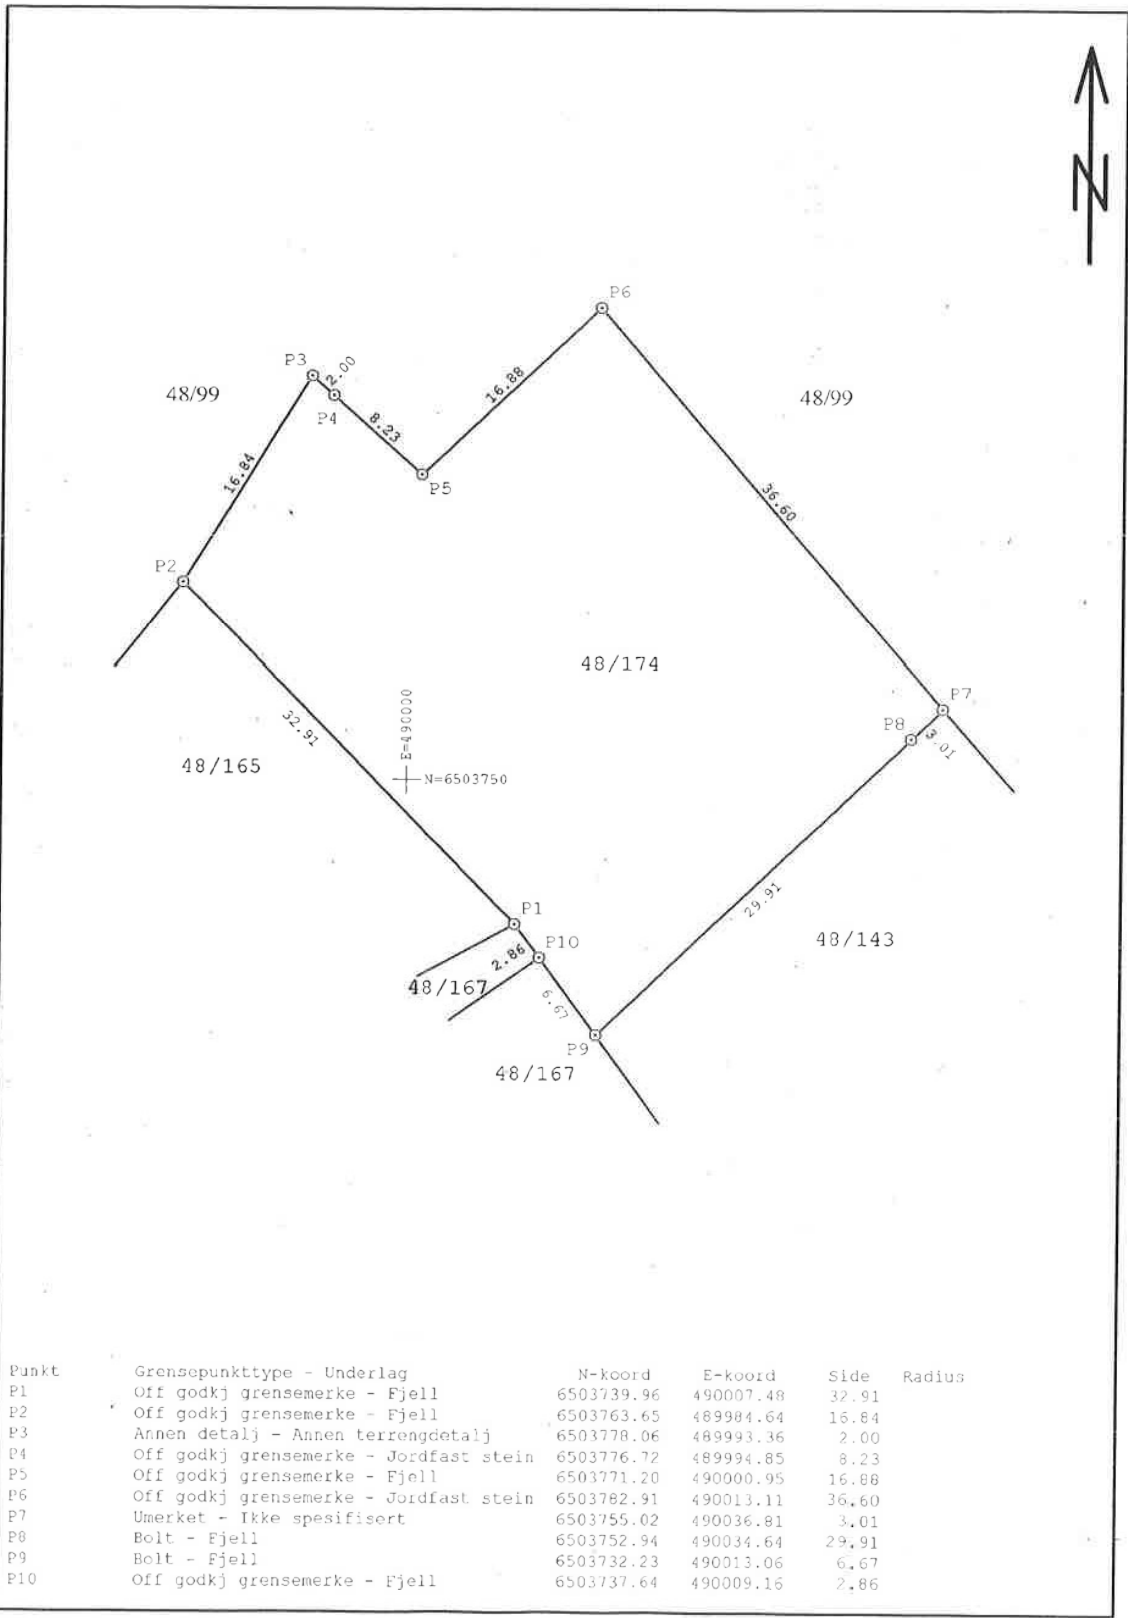 N
P6
P3
2.00
48/99
48/99
P4
16.88
8.23
P5
16.84
36.60
P2
48/174
P7
E=490000
32.91
P8
3.01
48/165
N=6503750
P1
29.91
48/143
P10
2.86
48/167
6.67
P9
48/167
Punkt Grensepunkttype - Underlag N-koord E-koord Side Radius
P1 Off godkj grensemerke - Fjell 6503739.96 490007.48 32.91
P2 Off godkj grensemerke - Fjell 6503763.65 489984.64 16.84
P3 Annen detalj - Annen terrengdetalj 6503778.06 489993.36 2.00
P4 Off godkj grensemerke - Jordfast stein 6503776.72 489994.85 8.23
P5 Off godkj grensemerke - Fjell 6503771.20 490000.95 16.88
P6 Off godkj grensemerke - Jordfast stein 6503782.91 490013.11 36.60
P7 Umerket - Ikke spesifisert 6503755.02 490036.81 3.01
P8 Bolt - Fjell 6503752.94 490034.64 29.91
P9 Bolt - Fjell 6503732.23 490013.06 6.67
P10 Off godkj grensemerke - Fjell 6503737.64 490009.16 2.86